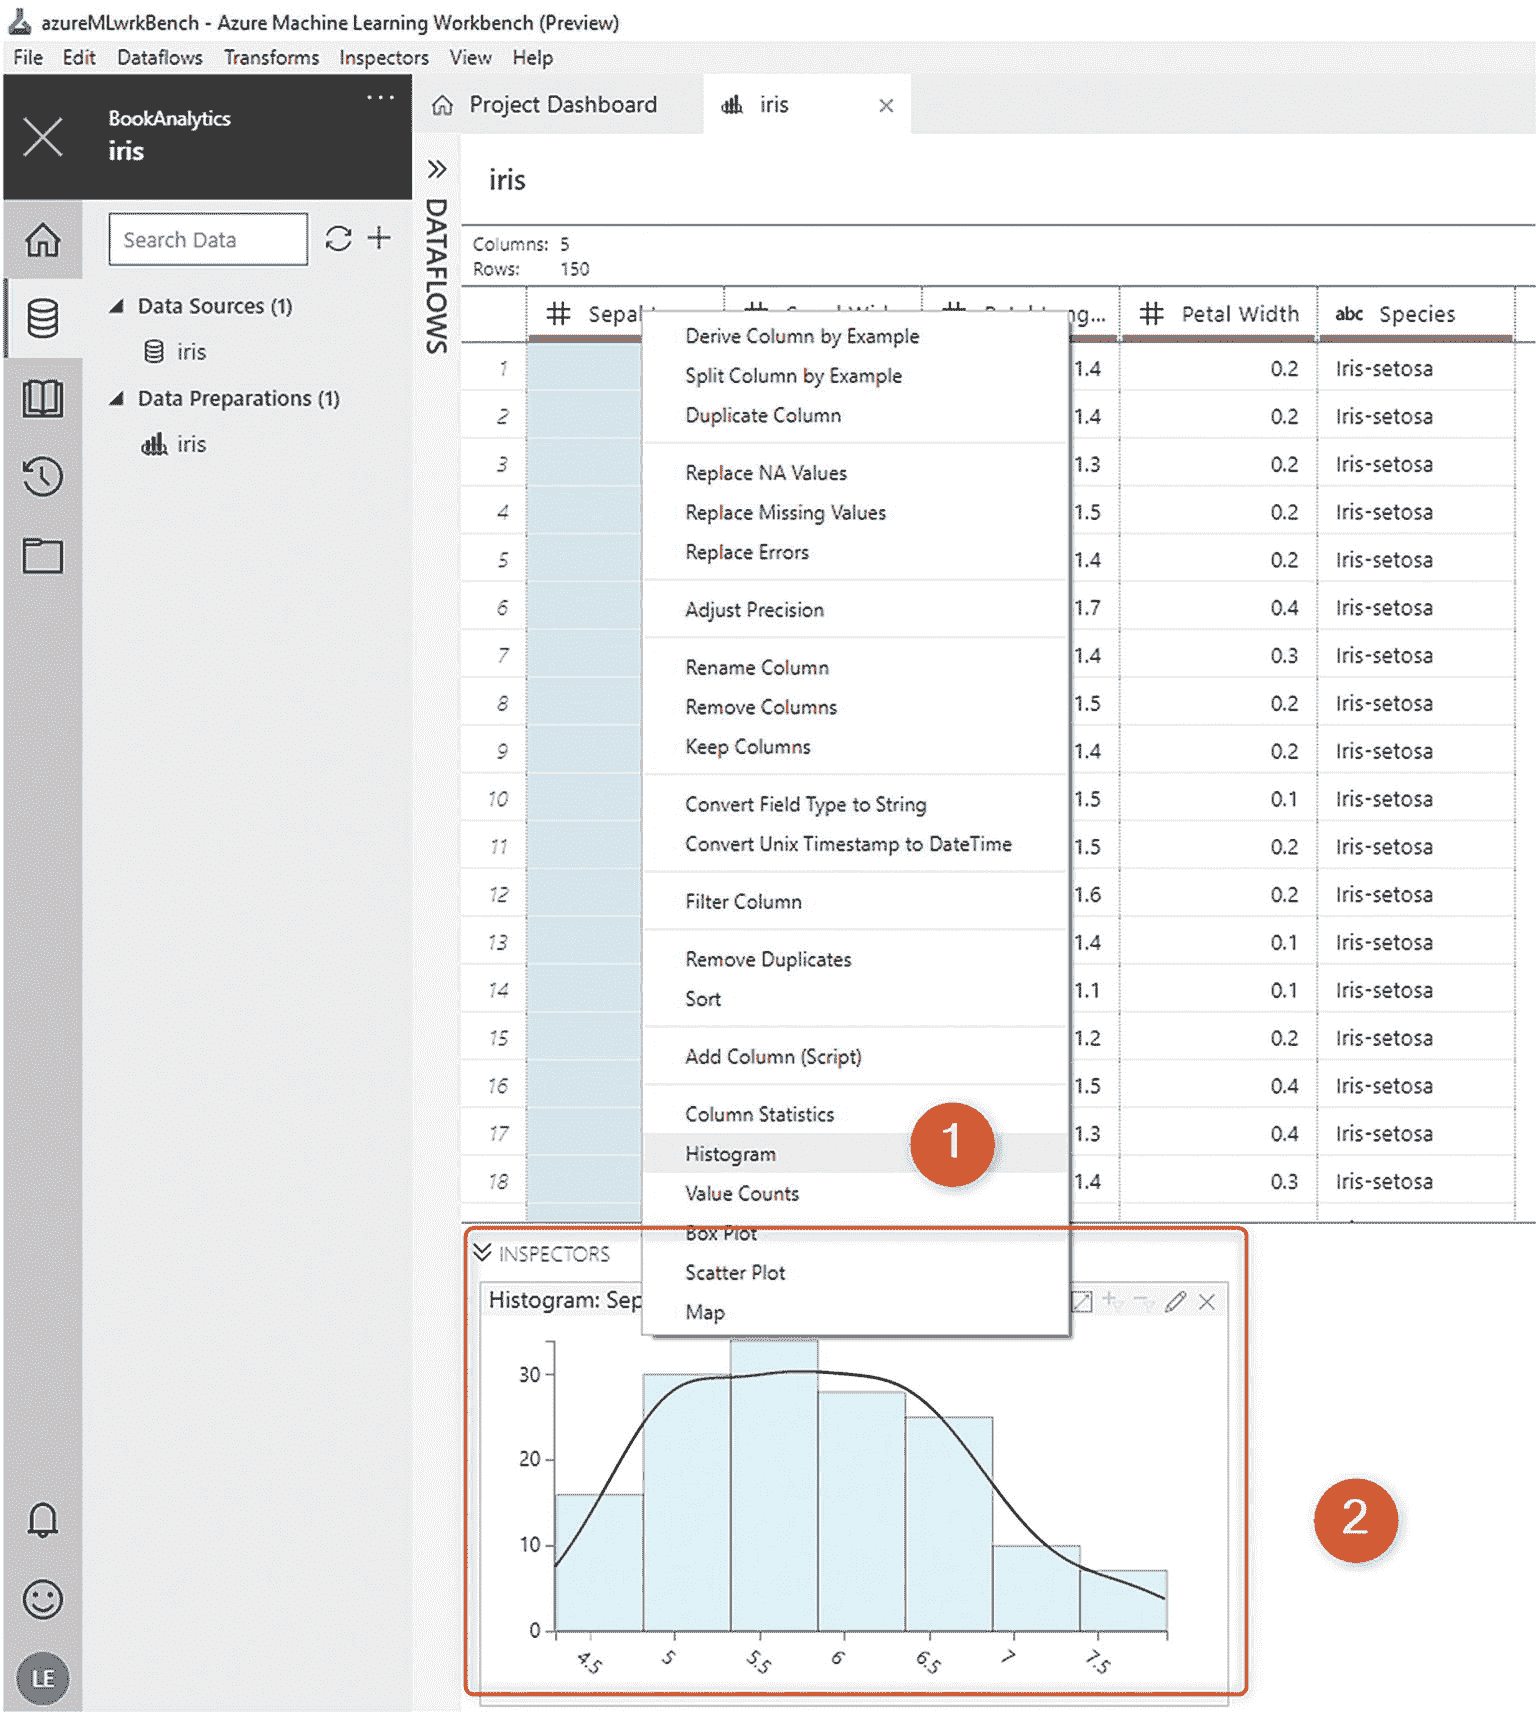 azureMLwrkBench - Azure Machine Learning Workbench (Preview)
File Edit Dataflows Transforms Inspectors View Help
BookAnalytics
iris
...
Project Dashboard
iris
Search Data
Data Sources (1)
iris
Data Preparations (1)
iris
LE
DATAFLOWS
iris
Columns: 5
Rows: 150
# # # # Petal Width abc Species
1 1.4 0.2 Iris-setosa
2 1.4 0.2 Iris-setosa
3 1.3 0.2 Iris-setosa
4 1.5 0.2 Iris-setosa
5 1.4 0.2 Iris-setosa
6 1.7 0.4 Iris-setosa
7 1.4 0.3 Iris-setosa
8 1.5 0.2 Iris-setosa
9 1.4 0.2 Iris-setosa
10 1.5 0.1 Iris-setosa
11 1.5 0.2 Iris-setosa
12 1.6 0.2 Iris-setosa
13 1.4 0.1 Iris-setosa
14 1.1 0.1 Iris-setosa
15 1.2 0.2 Iris-setosa
16 1.5 0.4 Iris-setosa
17 1.3 0.4 Iris-setosa
18 1.4 0.3 Iris-setosa
Derive Column by Example
Split Column by Example
Duplicate Column
Replace NA Values
Replace Missing Values
Replace Errors
Adjust Precision
Rename Column
Remove Columns
Keep Columns
Convert Field Type to String
Convert Unix Timestamp to DateTime
Filter Column
Remove Duplicates
Sort
Add Column (Script)
Column Statistics
Histogram
Value Counts
Box Plot
Scatter Plot
Map
1
INSPECTORS
Histogram: Sep
30
20
10
0
4.5 5 5.5 6 6.5 7 7.5
2